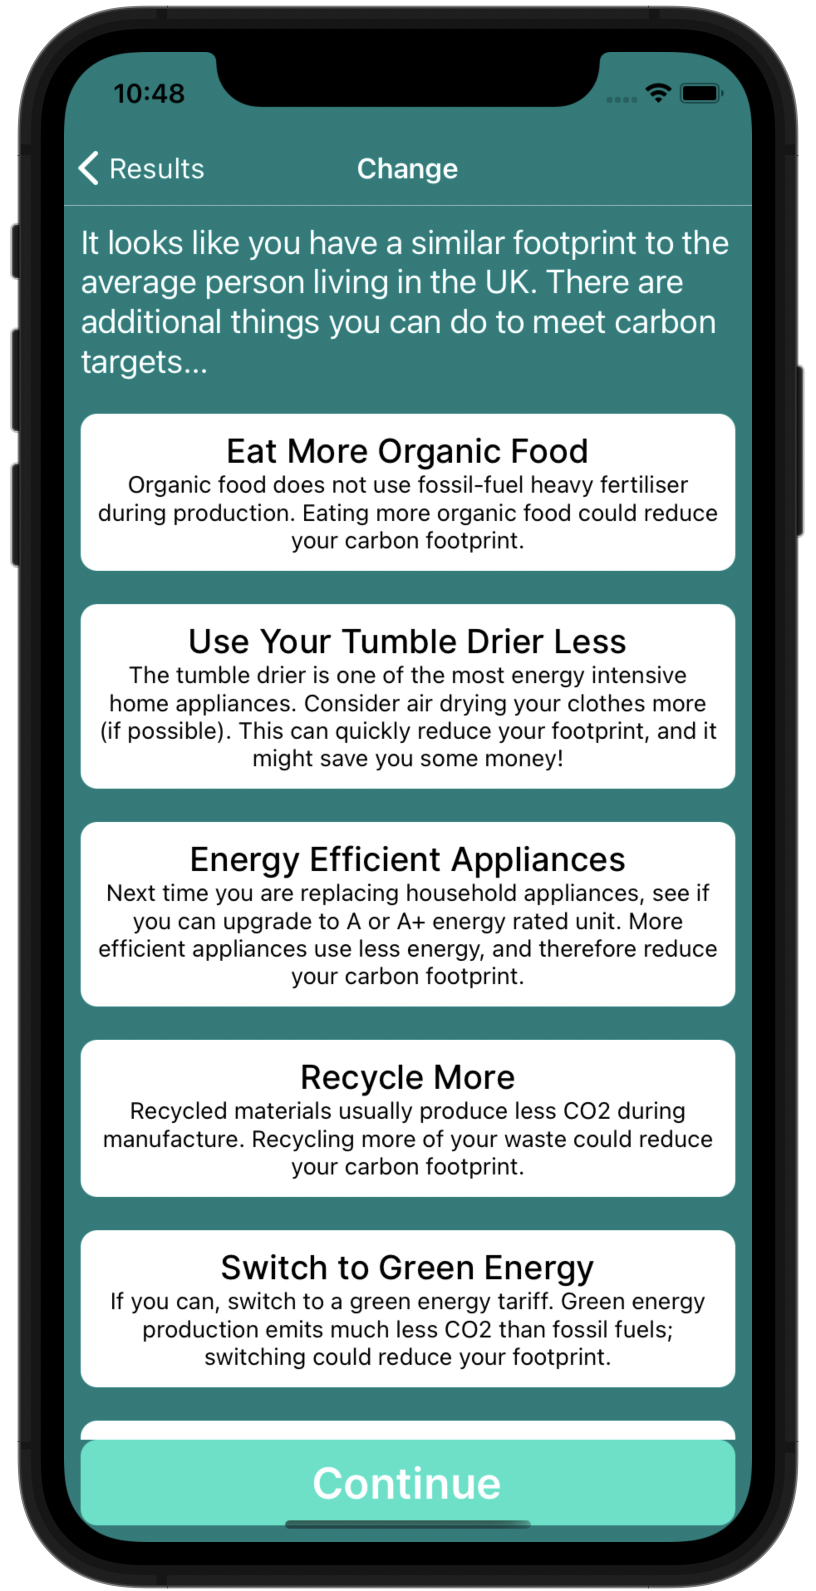 10:48
Results
Change
It looks like you have a similar footprint to the
average person living in the UK. There are
additional things you can do to meet carbon
targets...
Eat More Organic Food
Organic food does not use fossil-fuel heavy fertiliser
during production. Eating more organic food could reduce
your carbon footprint.
Use Your Tumble Drier Less
The tumble drier is one of the most energy intensive
home appliances. Consider air drying your clothes more
(if possible). This can quickly reduce your footprint, and it
might save you some money!
Energy Efficient Appliances
Next time you are replacing household appliances, see if
you can upgrade to A or A+ energy rated unit. More
efficient appliances use less energy, and therefore reduce
your carbon footprint.
Recycle More
Recycled materials usually produce less CO2 during
manufacture. Recycling more of your waste could reduce
your carbon footprint.
Switch to Green Energy
If you can, switch to a green energy tariff. Green energy
production emits much less CO2 than fossil fuels;
switching could reduce your footprint.
Continue